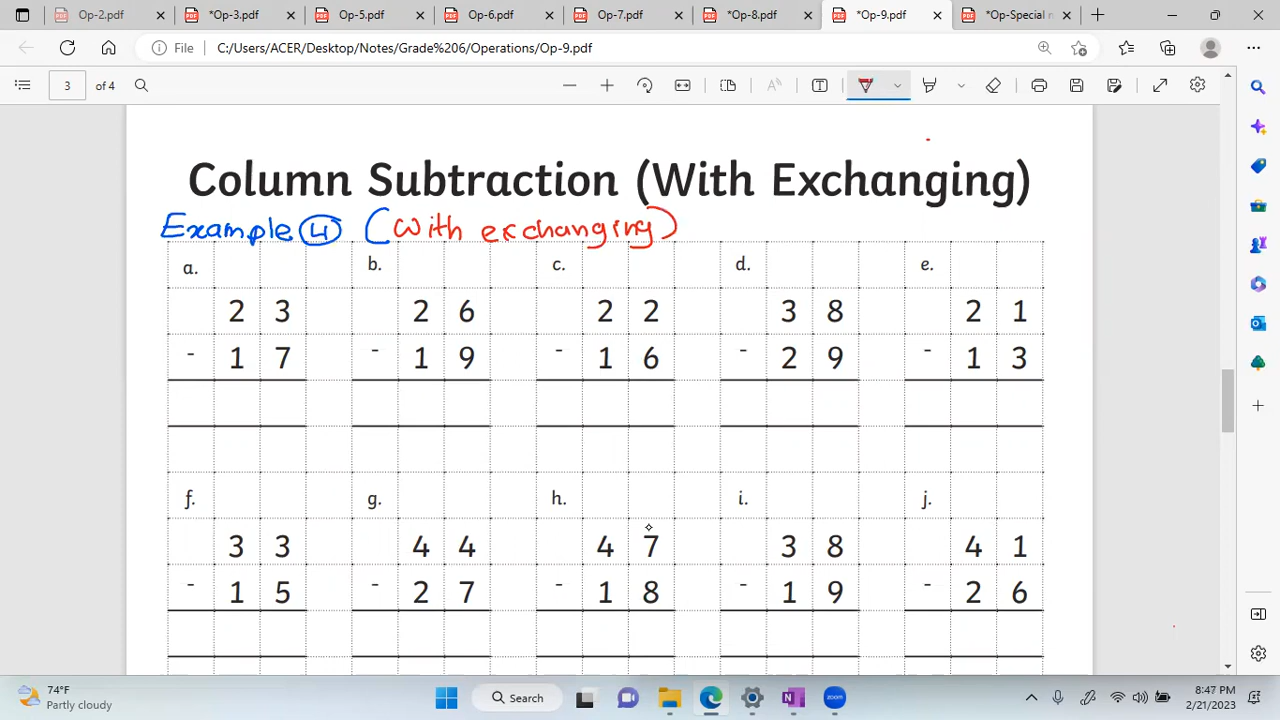 Op-2.pdf *Op-3.pdf Op-5.pdf Op-6.pdf Op-7.pdf *Op-8.pdf *Op-9.pdf *Op-Special n
File C:/Users/ACER/Desktop/Notes/Grade%206/Operations/Op-9.pdf
3 of 4
Column Subtraction (With Exchanging)
Example 4 (With exchanging)
a. b. c. d. e.
2 3 2 6 2 2 3 8 2 1
- 1 7 - 1 9 - 1 6 - 2 9 - 1 3
f. g. h. i. j.
3 3 4 4 4 7 3 8 4 1
- 1 5 - 2 7 - 1 8 - 1 9 - 2 6
74°F
Partly cloudy
Search
zoom
8:47 PM
2/21/2023